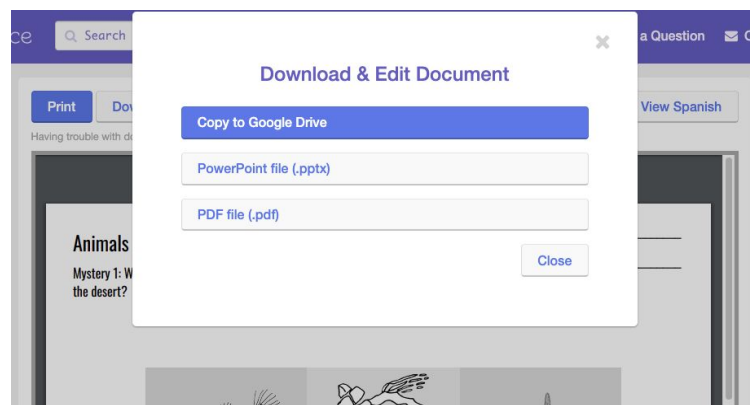 ce
Search
a Question
Download & Edit Document
Print
View Spanish
Copy to Google Drive
Having trouble with
PowerPoint file (.pptx)
PDF file (.pdf)
Animals
Close
Mystery 1: W
the desert?